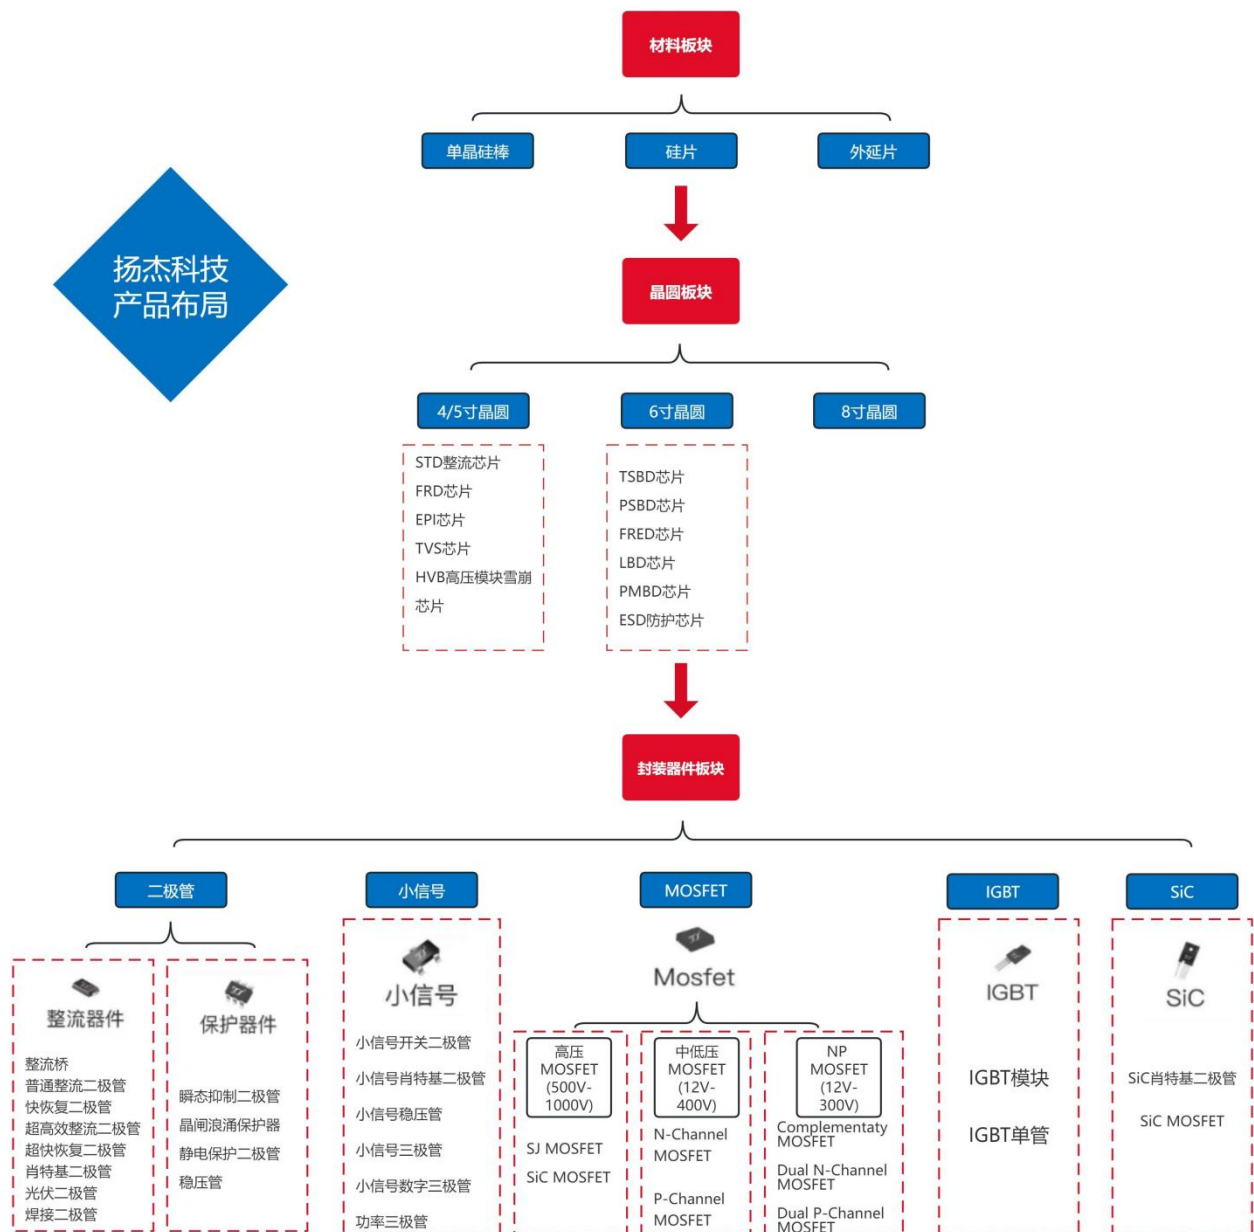 材料板块
单晶硅棒
硅片
外延片
扬杰科技
产品布局
晶圆板块
4/5寸晶圆
6寸晶圆
8寸晶圆
STD整流芯片
FRD芯片
EPI芯片
TVS芯片
HVB高压模块雪崩
芯片
TSBD芯片
PSBD芯片
FRED芯片
LBD芯片
PMBD芯片
ESD防护芯片
封装器件板块
二极管
小信号
MOSFET
IGBT
SiC
整流器件
整流桥
普通整流二极管
快恢复二极管
超高效整流二极管
超快恢复二极管
肖特基二极管
光伏二极管
焊接二极管
保护器件
瞬态抑制二极管
晶闸浪涌保护器
静电保护二极管
稳压管
小信号
小信号开关二极管
小信号肖特基二极管
小信号稳压管
小信号三极管
小信号数字三极管
功率三极管
Mosfet
高压
MOSFET
(500V-
1000V)
SJ MOSFET
SiC MOSFET
中低压
MOSFET
(12V-
400V)
N-Channel
MOSFET
P-Channel
MOSFET
NP
MOSFET
(12V-
300V)
Complementaty
MOSFET
Dual N-Channel
MOSFET
Dual P-Channel
MOSFET
IGBT
IGBT模块
IGBT单管
SiC
SiC肖特基二极管
SiC MOSFET